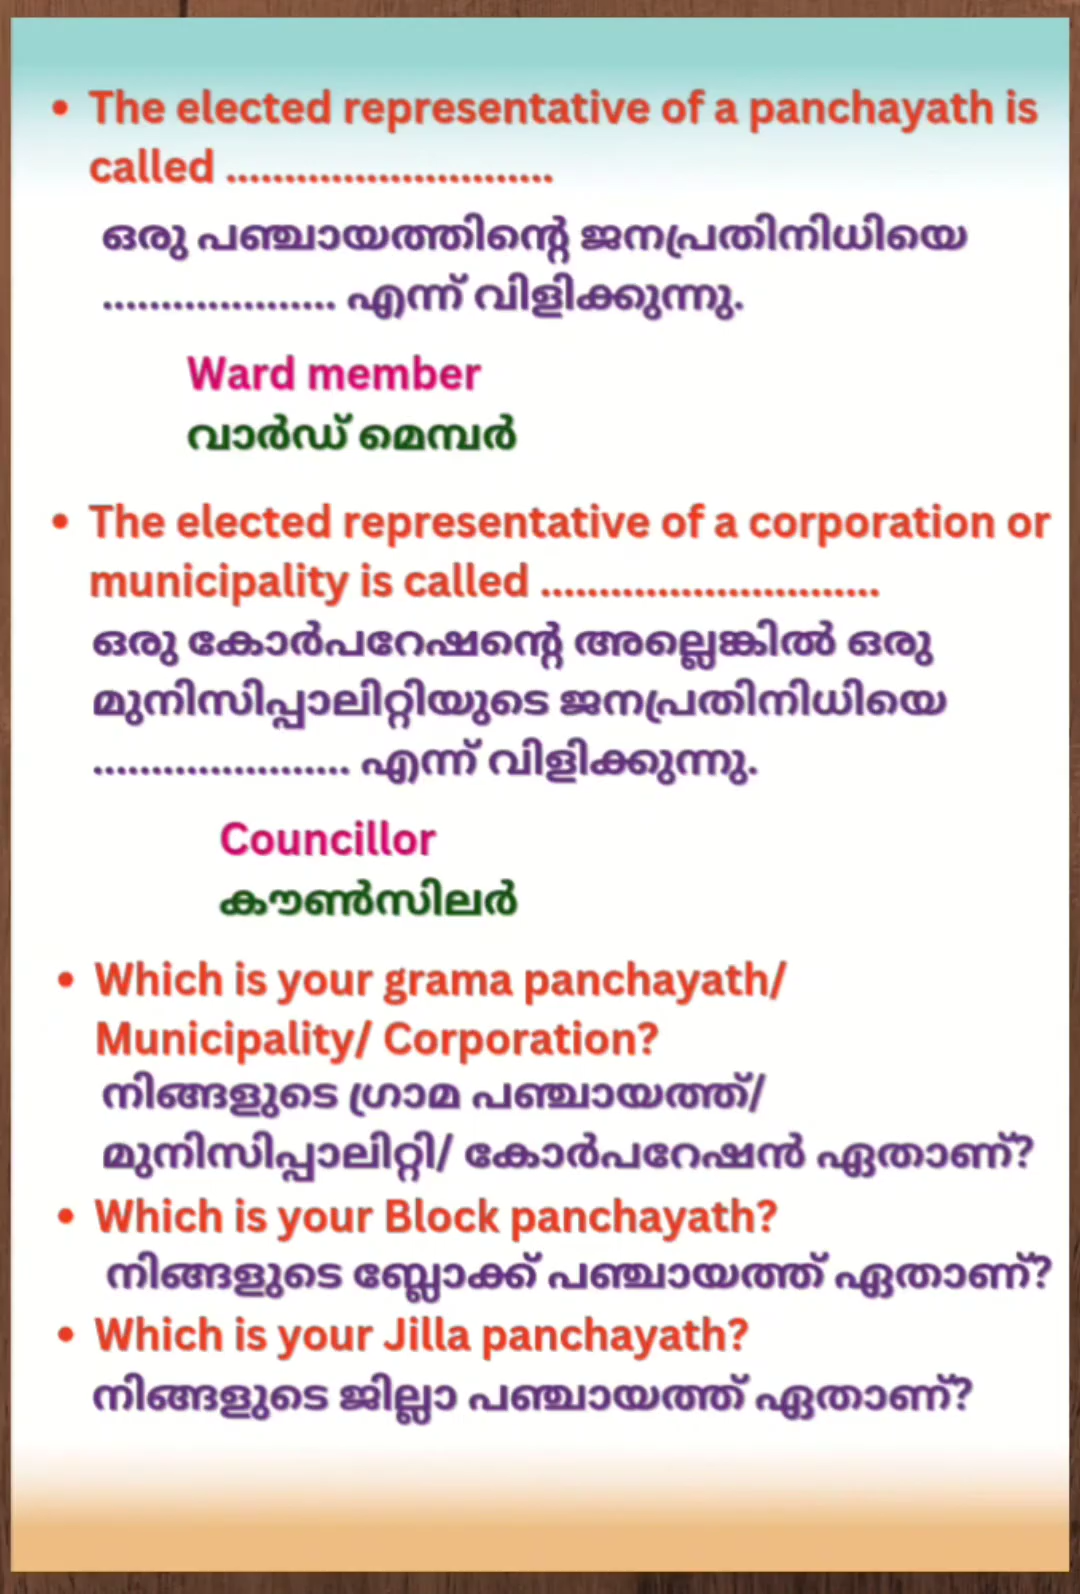 • The elected representative of a panchayath is
called ............................
ഒരു പഞ്ചായത്തിന്റെ ജനപ്രതിനിധിയെ
.................... എന്ന് വിളിക്കുന്നു.
Ward member
വാർഡ് മെമ്പർ
• The elected representative of a corporation or
municipality is called .............................
ഒരു കോർപറേഷന്റെ അല്ലെങ്കിൽ ഒരു
മുനിസിപ്പാലിറ്റിയുടെ ജനപ്രതിനിധിയെ
...................... എന്ന് വിളിക്കുന്നു.
Councillor
കൗൺസിലർ
• Which is your grama panchayath/
Municipality/ Corporation?
നിങ്ങളുടെ ഗ്രാമ പഞ്ചായത്ത്/
മുനിസിപ്പാലിറ്റി/ കോർപറേഷൻ ഏതാണ്?
• Which is your Block panchayath?
നിങ്ങളുടെ ബ്ലോക്ക് പഞ്ചായത്ത് ഏതാണ്?
• Which is your Jilla panchayath?
നിങ്ങളുടെ ജില്ലാ പഞ്ചായത്ത് ഏതാണ്?